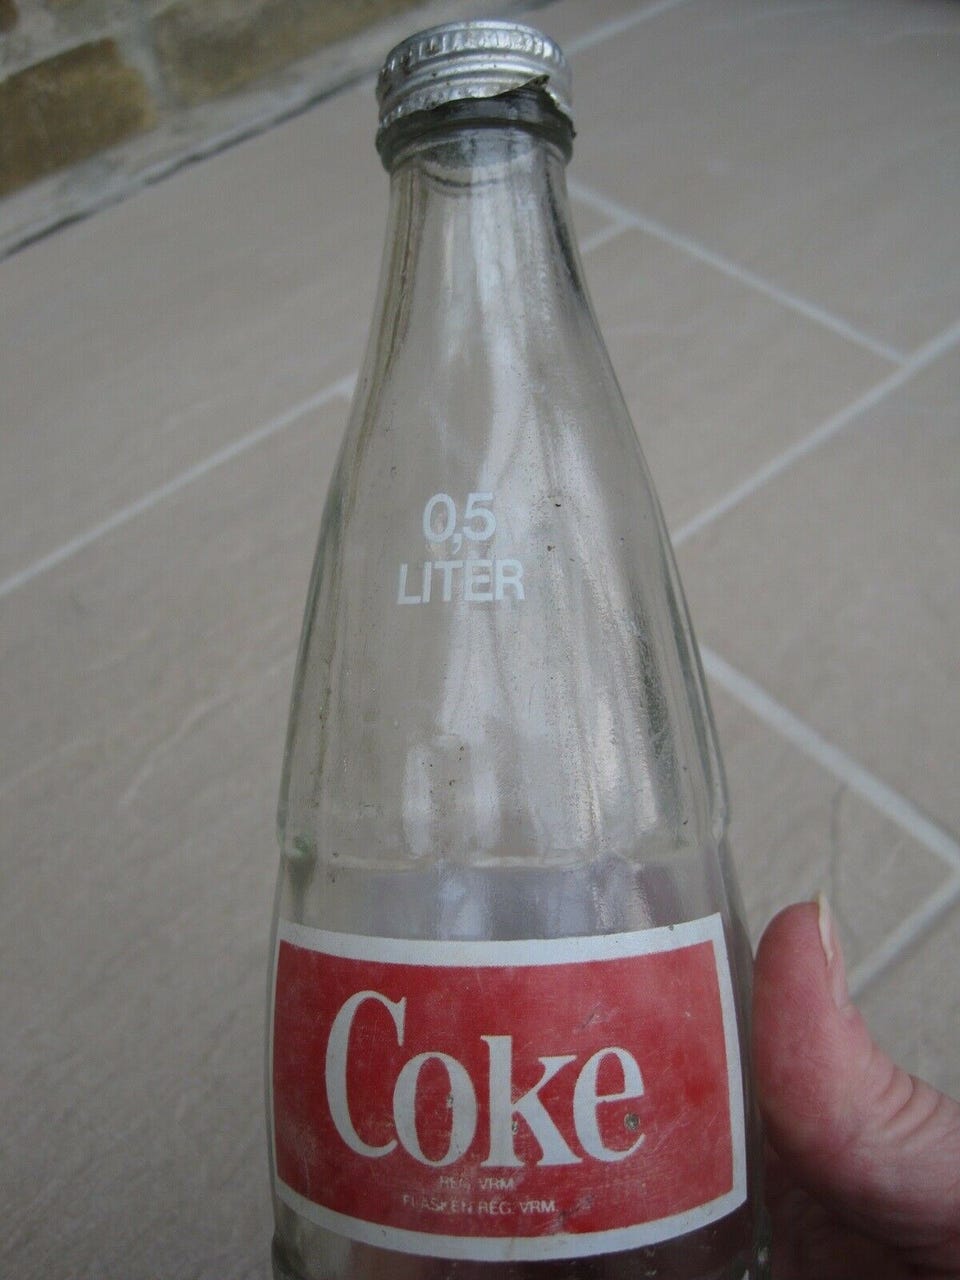 0,5
LITER
Coke
REG. VRM.
FLASKEN REG. VRM.